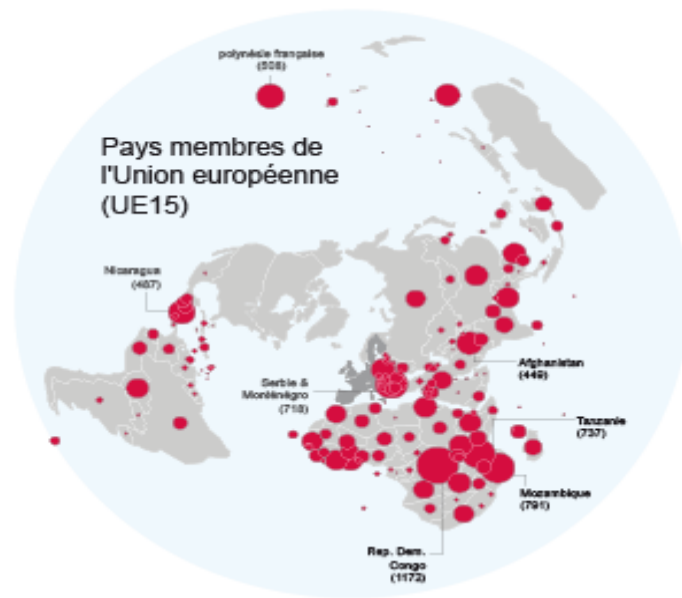 polynésie française
(508)
Pays membres de
l'Union européenne
(UE15)
Nicaragua
(487)
Afghanistan
(449)
Serbie &
Monténégro
(718)
Tanzanie
(737)
Mozambique
(791)
Rep. Dem.
Congo
(1173)